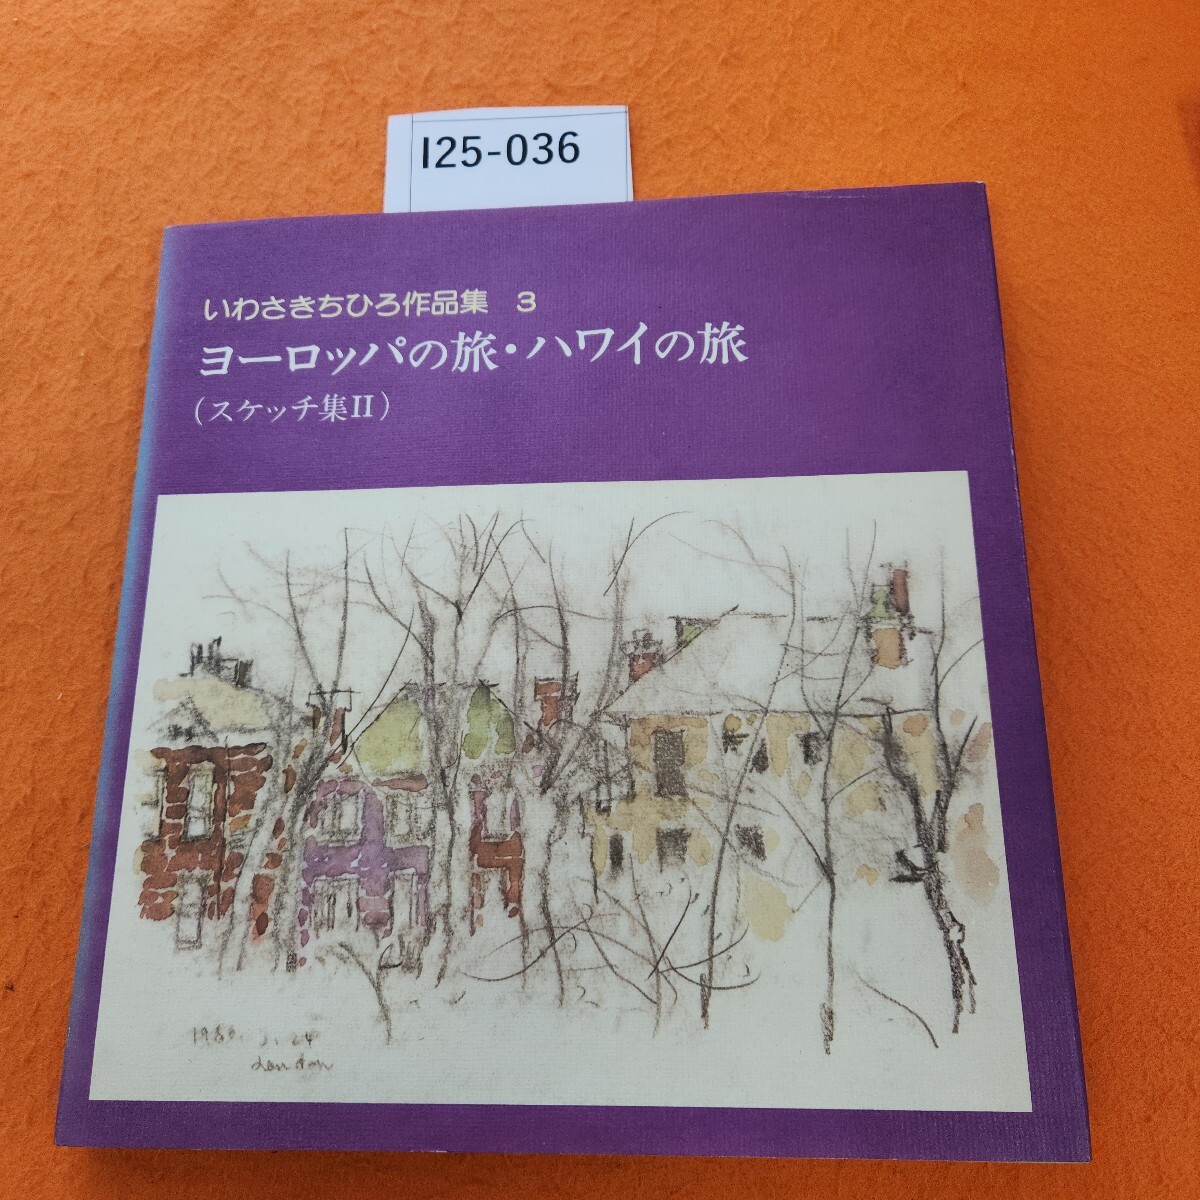 I25-036
いわさきちひろ作品集 3
ヨーロッパの旅・ハワイの旅
(スケッチ集II)
London